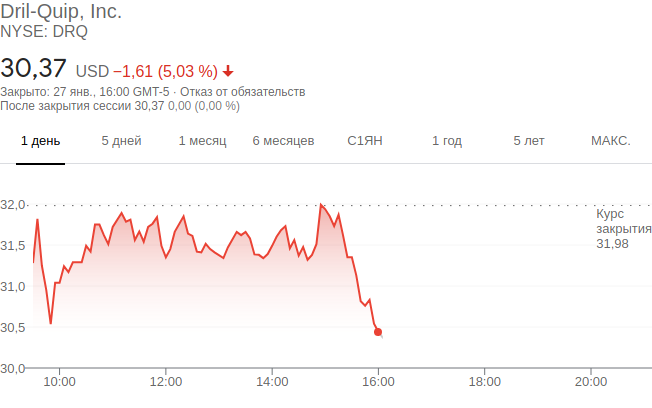 Dril-Quip, Inc.
NYSE: DRQ
30,37 USD −1,61 (5,03 %)
Закрыто: 27 янв., 16:00 GMT-5 · Отказ от обязательств
После закрытия сессии 30,37 0,00 (0,00 %)
1 день 5 дней 1 месяц 6 месяцев С1ЯН 1 год 5 лет МАКС.
32,0
Курс
закрытия
31,98
31,5
31,0
30,5
30,0
10:00 12:00 14:00 16:00 18:00 20:00